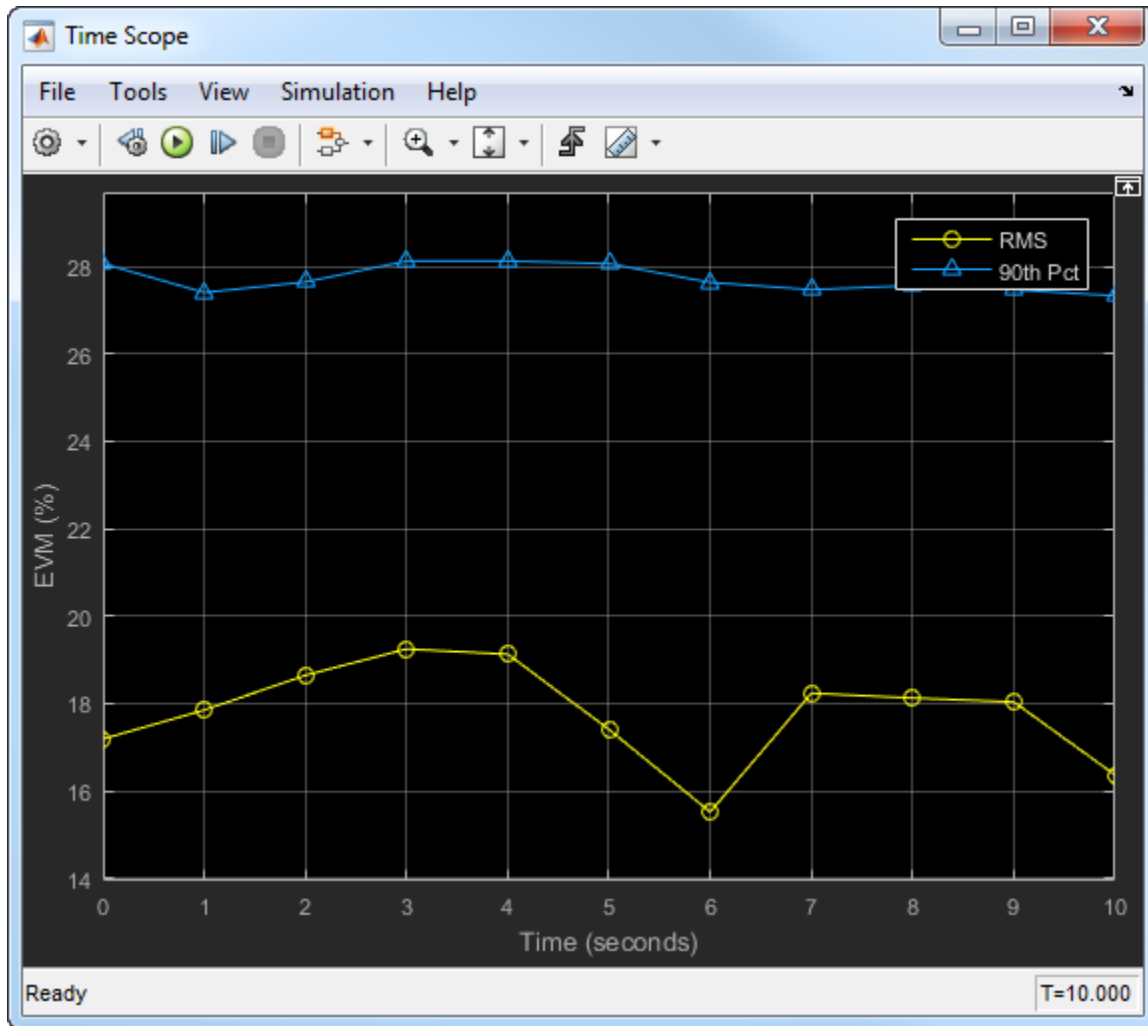 Time Scope
File Tools View Simulation Help
RMS
90th Pct
28
26
24
22
20
18
16
14
EVM (%)
0 1 2 3 4 5 6 7 8 9 10
Time (seconds)
Ready T=10.000